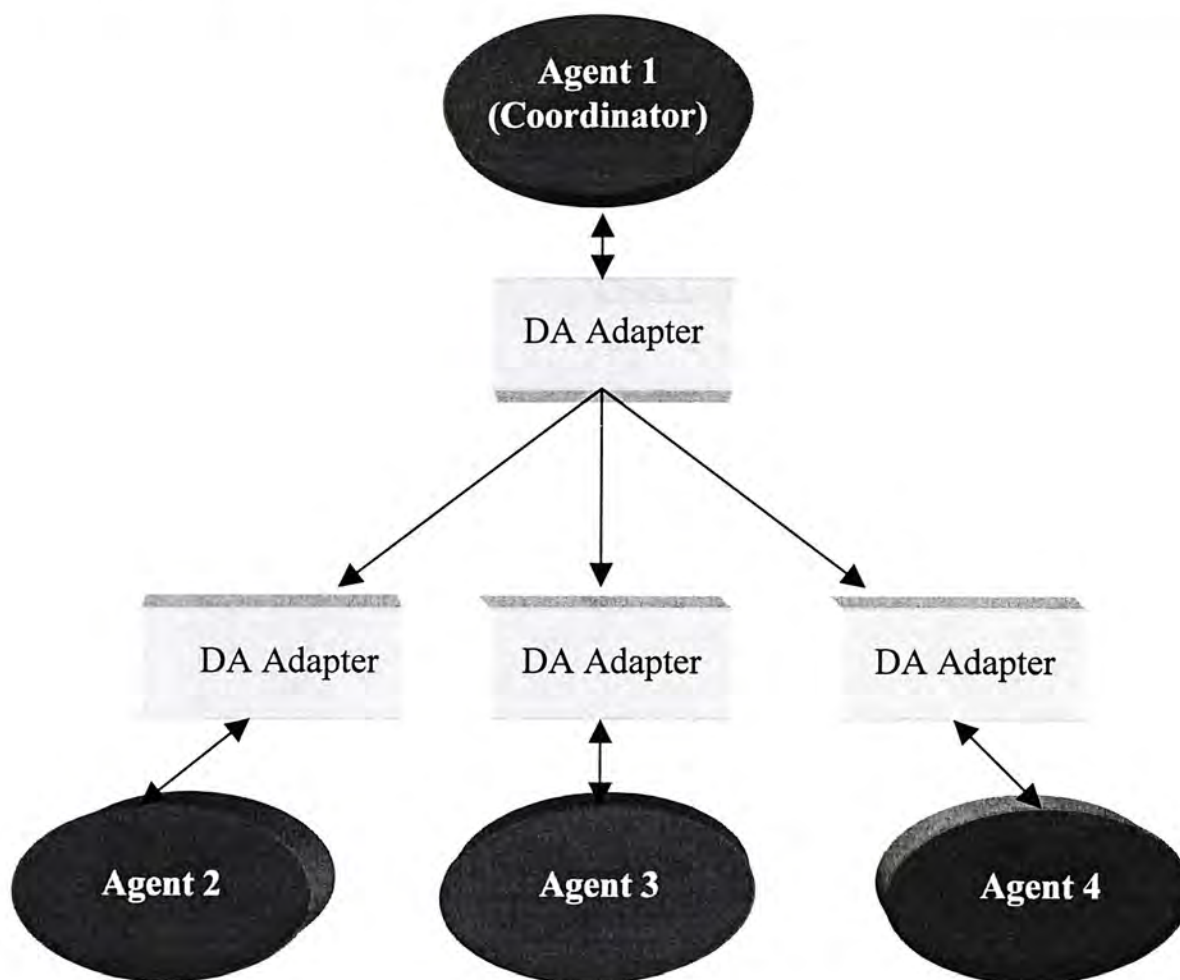 Agent 1
(Coordinator)
DA Adapter
DA Adapter
DA Adapter
DA Adapter
Agent 2
Agent 3
Agent 4